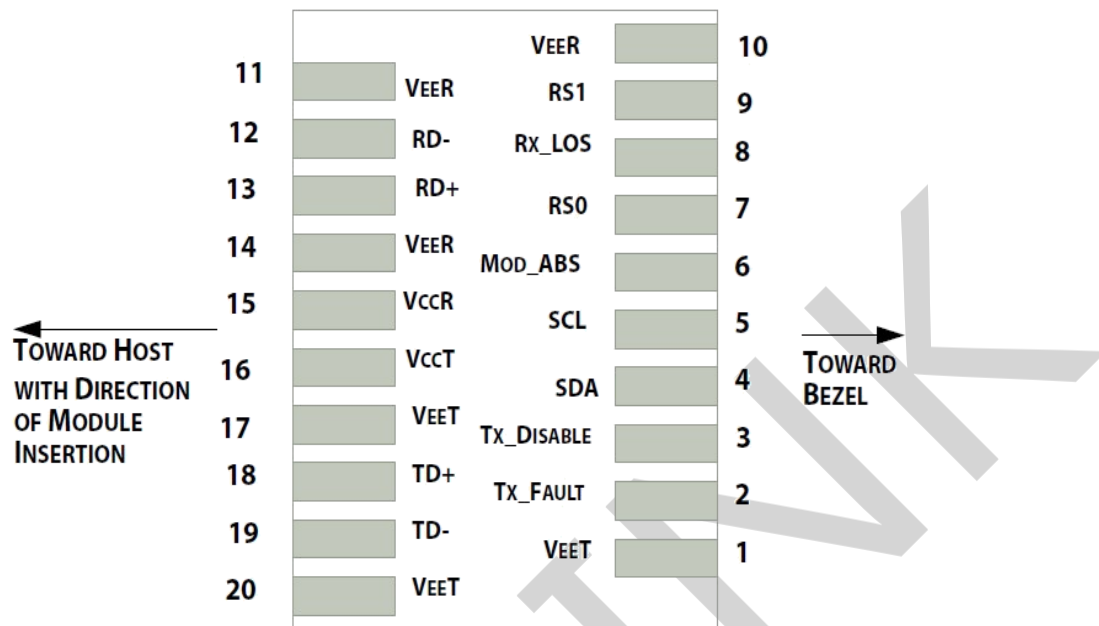 VEER 10
11 VEER
RS1 9
12 RD-
RX_LOS 8
13 RD+
RS0 7
14 VEER
MOD_ABS 6
15 VCCR
SCL 5
16 VCCT
SDA 4
17 VEET
TX_DISABLE 3
18 TD+
TX_FAULT 2
19 TD-
VEET 1
20 VEET
TOWARD HOST
WITH DIRECTION
OF MODULE
INSERTION
TOWARD
BEZEL